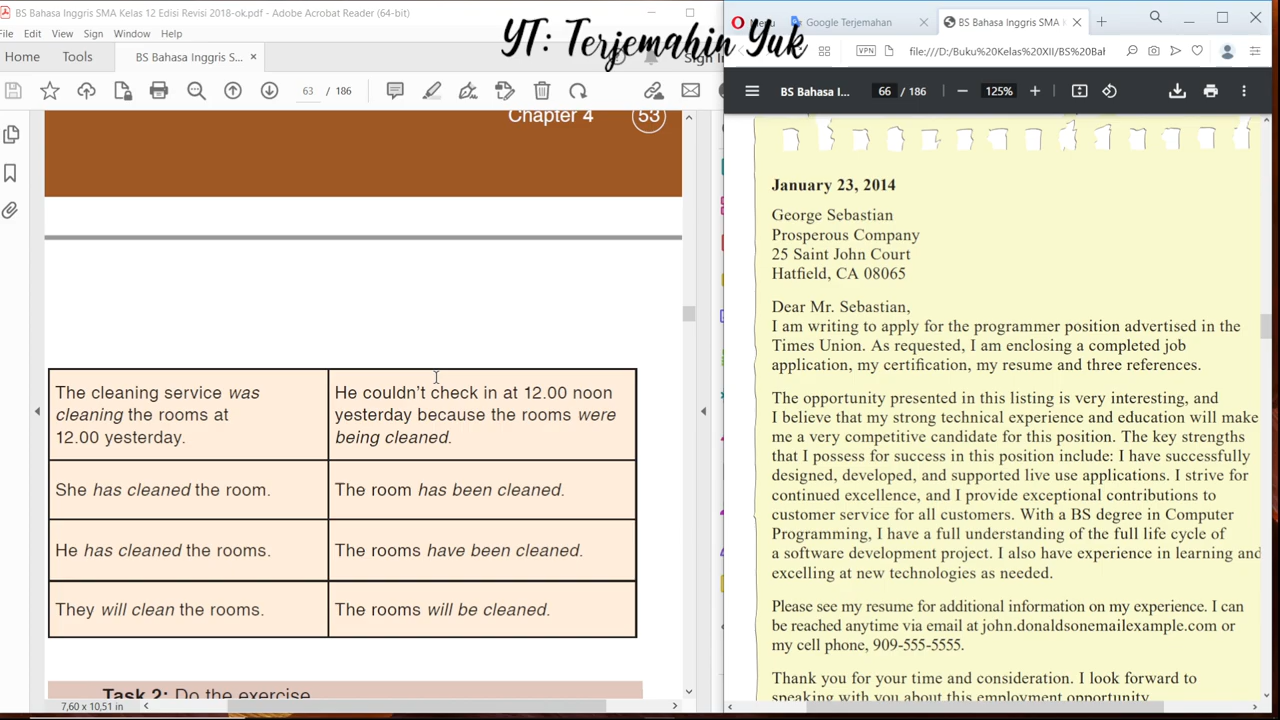 BS Bahasa Inggris SMA Kelas 12 Edisi Revisi 2018-ok.pdf - Adobe Acrobat Reader (64-bit)
File Edit View Sign Window Help
Home Tools BS Bahasa Inggris S...
63 / 186
YT: Terjemahin Yuk
Chapter 4 53
The cleaning service was
cleaning the rooms at
12.00 yesterday.
He couldn't check in at 12.00 noon
yesterday because the rooms were
being cleaned.
She has cleaned the room.
The room has been cleaned.
He has cleaned the rooms.
The rooms have been cleaned.
They will clean the rooms.
The rooms will be cleaned.
Task 2: Do the exercise
7,60 x 10,51 in
Google Terjemahan
BS Bahasa Inggris SMA
VPN file:///D:/Buku%20Kelas%20XII/BS%20Bah
BS Bahasa I... 66 / 186 125%
January 23, 2014
George Sebastian
Prosperous Company
25 Saint John Court
Hatfield, CA 08065
Dear Mr. Sebastian,
I am writing to apply for the programmer position advertised in the
Times Union. As requested, I am enclosing a completed job
application, my certification, my resume and three references.
The opportunity presented in this listing is very interesting, and
I believe that my strong technical experience and education will make
me a very competitive candidate for this position. The key strengths
that I possess for success in this position include: I have successfully
designed, developed, and supported live use applications. I strive for
continued excellence, and I provide exceptional contributions to
customer service for all customers. With a BS degree in Computer
Programming, I have a full understanding of the full life cycle of
a software development project. I also have experience in learning and
excelling at new technologies as needed.
Please see my resume for additional information on my experience. I can
be reached anytime via email at john.donaldsonemailexample.com or
my cell phone, 909-555-5555.
Thank you for your time and consideration. I look forward to
speaking with you about this employment opportunity.